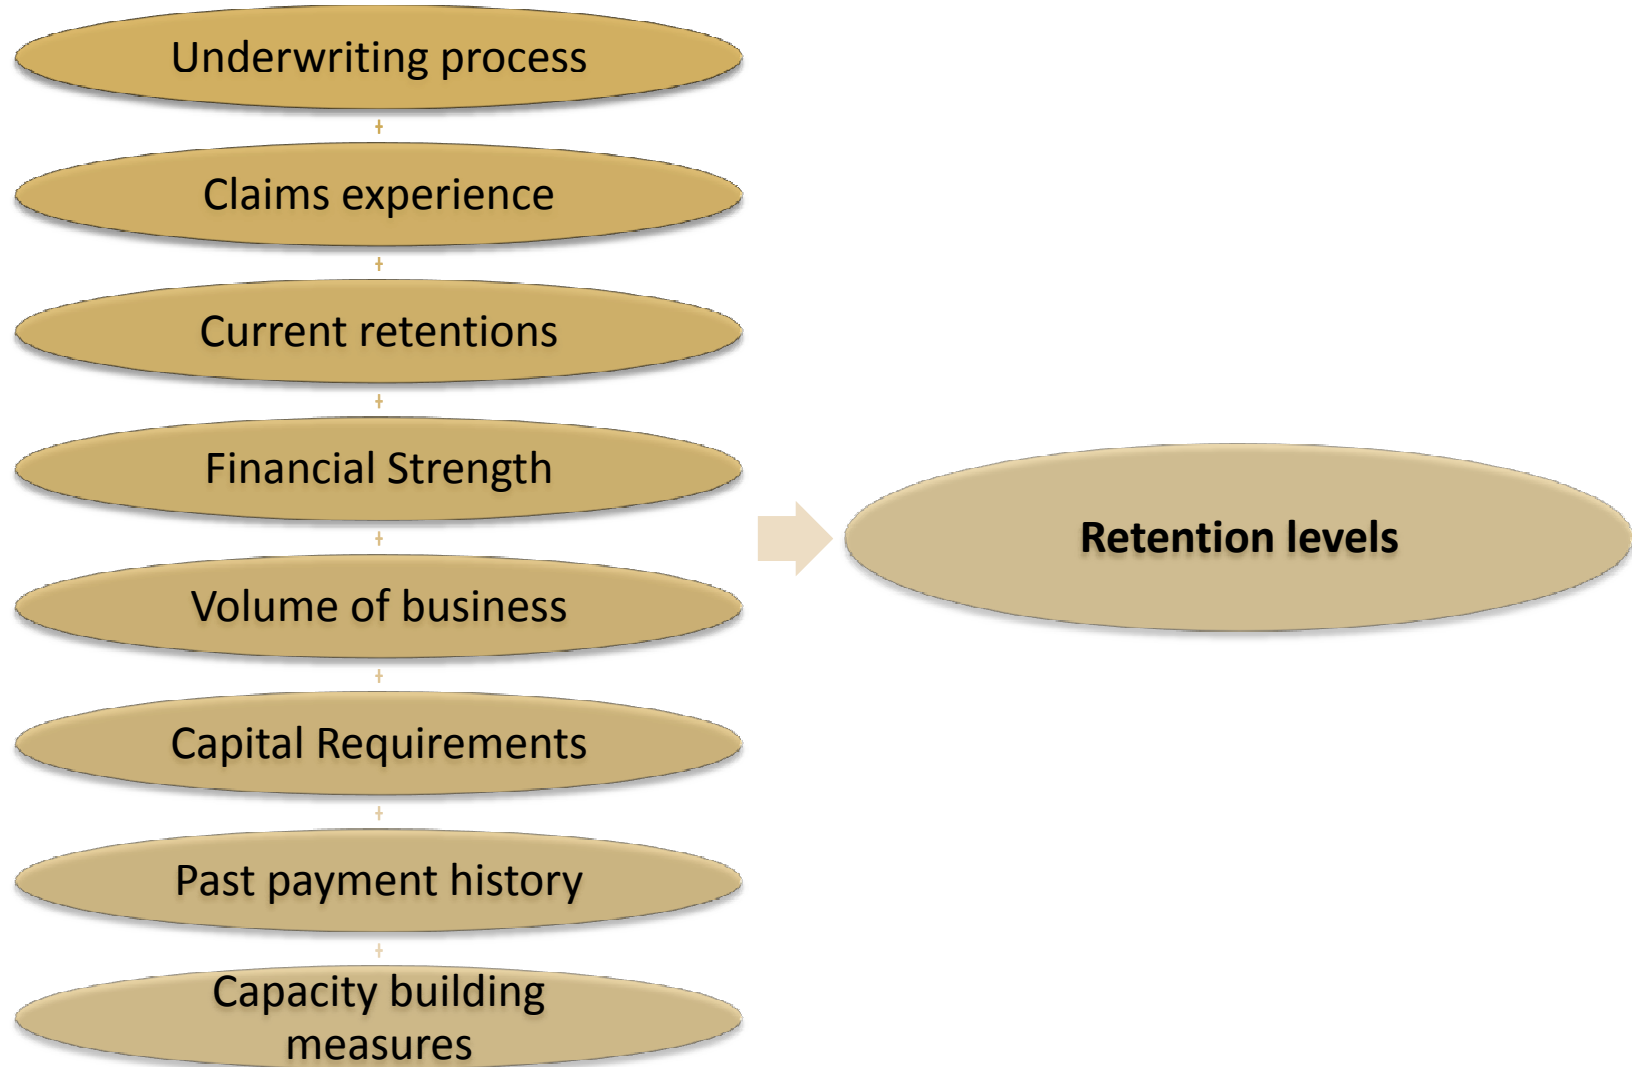 Underwriting process
+
Claims experience
+
Current retentions
+
Financial Strength
+
Volume of business
+
Capital Requirements
+
Past payment history
+
Capacity building
measures
Retention levels